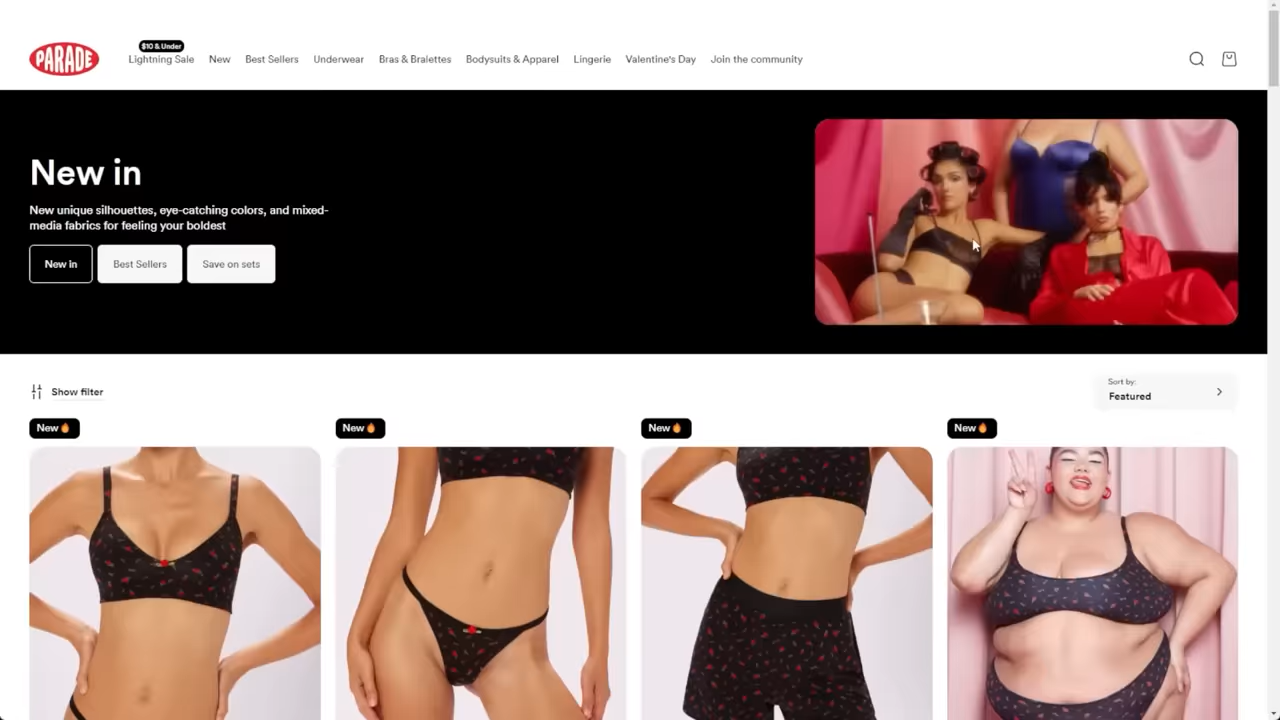 $10 & Under
PARADE
Lightning Sale
New
Best Sellers
Underwear
Bras & Bralettes
Bodysuits & Apparel
Lingerie
Valentine's Day
Join the community
New in
New unique silhouettes, eye-catching colors, and mixed-
media fabrics for feeling your boldest
New in
Best Sellers
Save on sets
Show filter
Sort by:
Featured
New🔥
New🔥
New🔥
New🔥